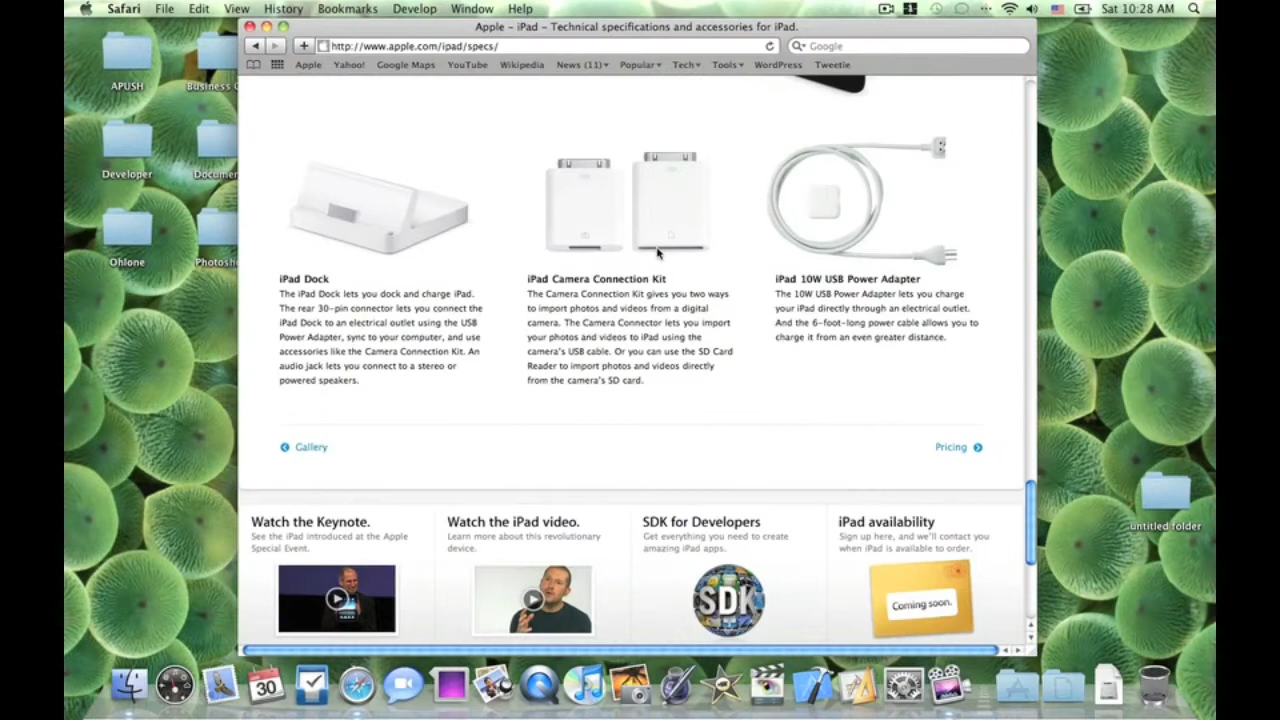 Safari File Edit View History Bookmarks Develop Window Help Sat 10:28 AM
Apple – iPad – Technical specifications and accessories for iPad.
http://www.apple.com/ipad/specs/ Google
Apple Yahoo! Google Maps YouTube Wikipedia News (11) Popular Tech Tools WordPress Tweetie
APUSH
Business
Developer
Ohlone
untitled folder
iPad Dock
The iPad Dock lets you dock and charge iPad.
The rear 30-pin connector lets you connect the
iPad Dock to an electrical outlet using the USB
Power Adapter, sync to your computer, and use
accessories like the Camera Connection Kit. An
audio jack lets you connect to a stereo or
powered speakers.
iPad Camera Connection Kit
The Camera Connection Kit gives you two ways
to import photos and videos from a digital
camera. The Camera Connector lets you import
your photos and videos to iPad using the
camera's USB cable. Or you can use the SD Card
Reader to import photos and videos directly
from the camera's SD card.
iPad 10W USB Power Adapter
The 10W USB Power Adapter lets you charge
your iPad directly through an electrical outlet.
And the 6-foot-long power cable allows you to
charge it from an even greater distance.
Gallery
Pricing
Watch the Keynote.
See the iPad introduced at the Apple
Special Event.
Watch the iPad video.
Learn more about this revolutionary
device.
SDK for Developers
Get everything you need to create
amazing iPad apps.
SDK
iPad availability
Sign up here, and we'll contact you
when iPad is available to order.
Coming soon.
30